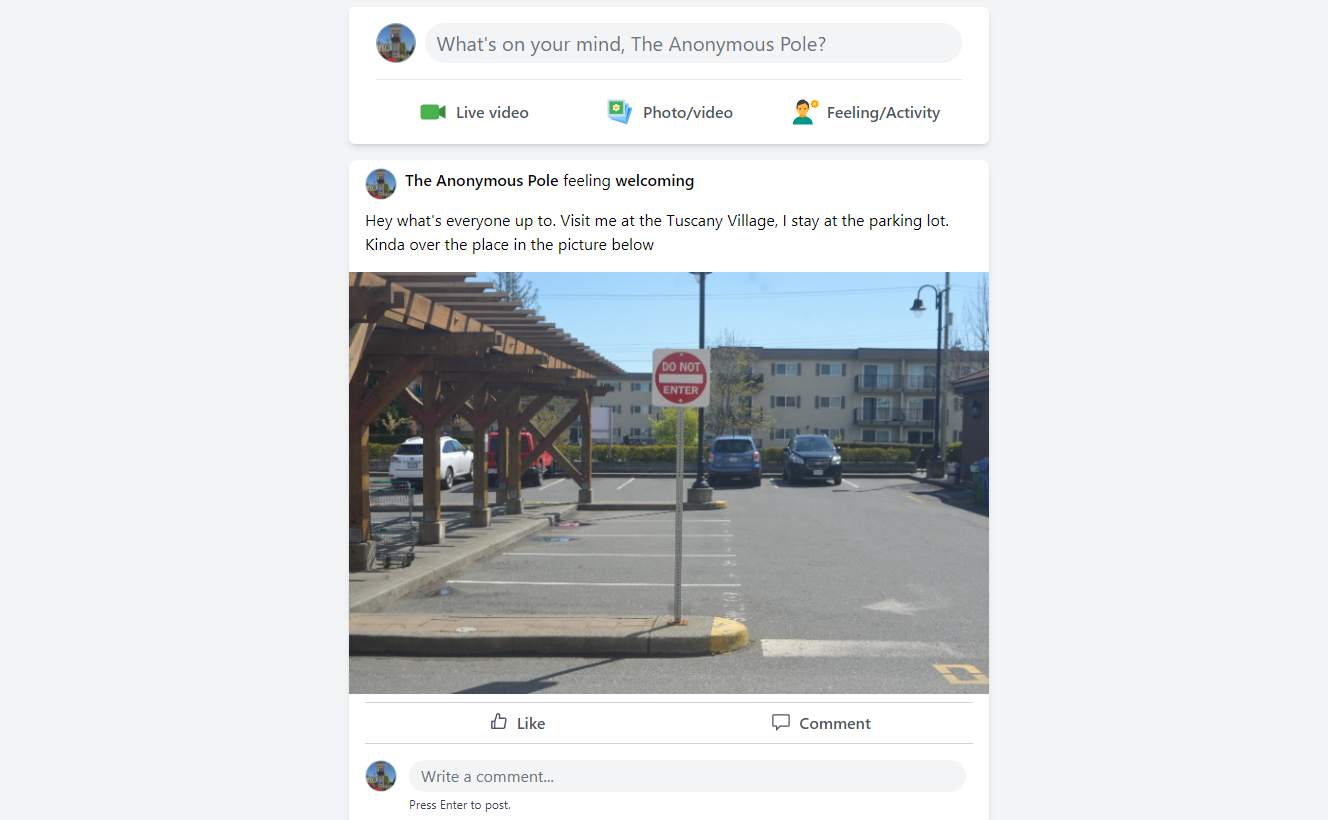 What's on your mind, The Anonymous Pole?
Live video
Photo/video
Feeling/Activity
The Anonymous Pole feeling welcoming
Hey what's everyone up to. Visit me at the Tuscany Village, I stay at the parking lot.
Kinda over the place in the picture below
DO NOT
ENTER
Like
Comment
Write a comment...
Press Enter to post.